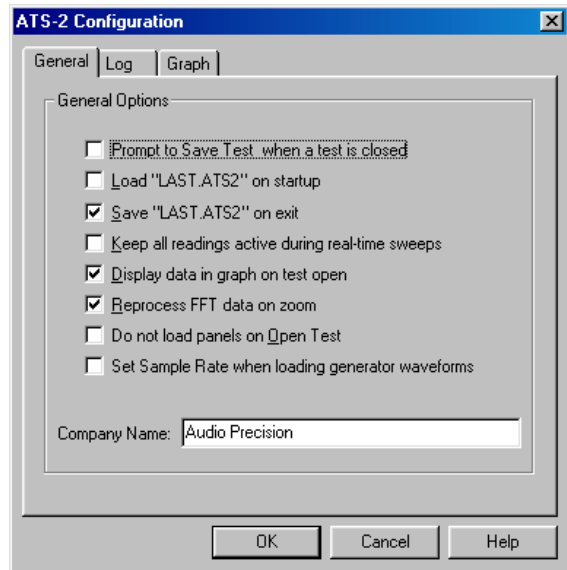 ATS-2 Configuration
General Log Graph
General Options
Prompt to Save Test when a test is closed
Load "LAST.ATS2" on startup
Save "LAST.ATS2" on exit
Keep all readings active during real-time sweeps
Display data in graph on test open
Reprocess FFT data on zoom
Do not load panels on Open Test
Set Sample Rate when loading generator waveforms
Company Name: Audio Precision
OK Cancel Help